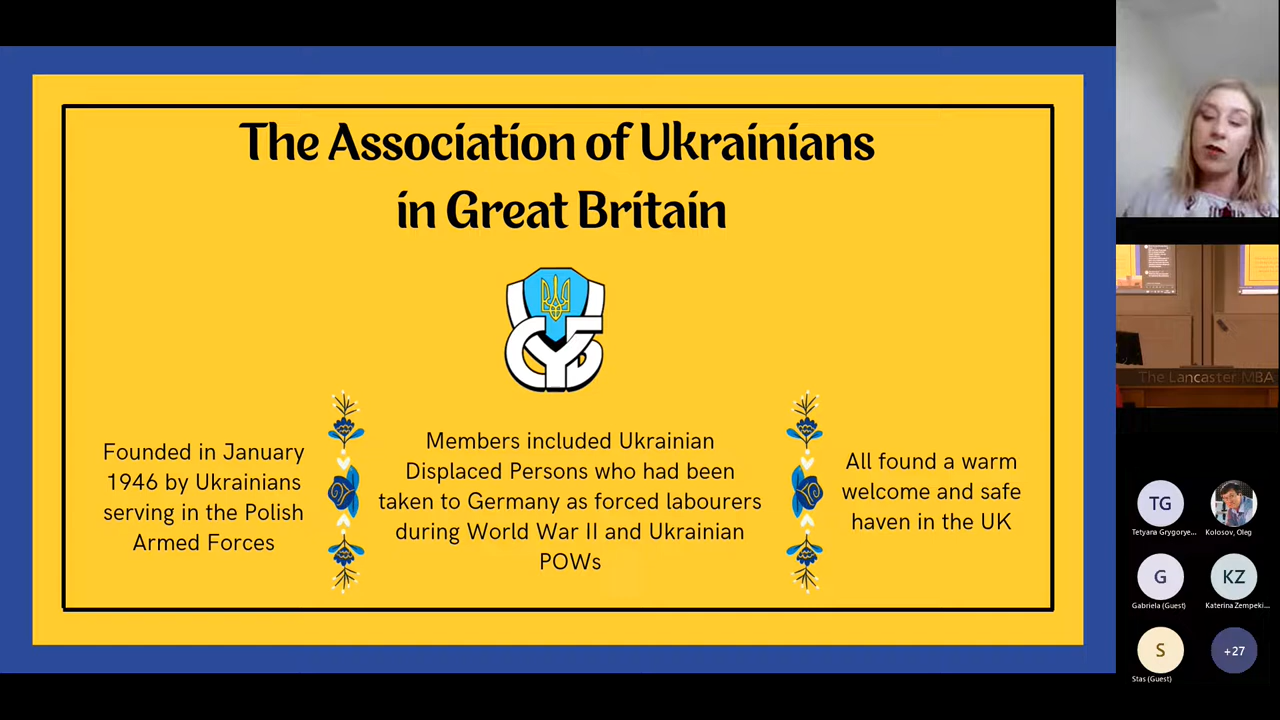 The Association of Ukrainians
in Great Britain
Founded in January
1946 by Ukrainians
serving in the Polish
Armed Forces
Members included Ukrainian
Displaced Persons who had been
taken to Germany as forced labourers
during World War II and Ukrainian
POWs
All found a warm
welcome and safe
haven in the UK
The Lancaster MBA
TG
Tetyana Grygorye...
Kolosov, Oleg
G
Gabriela (Guest)
KZ
Katerina Zempeki...
S
Stas (Guest)
+27